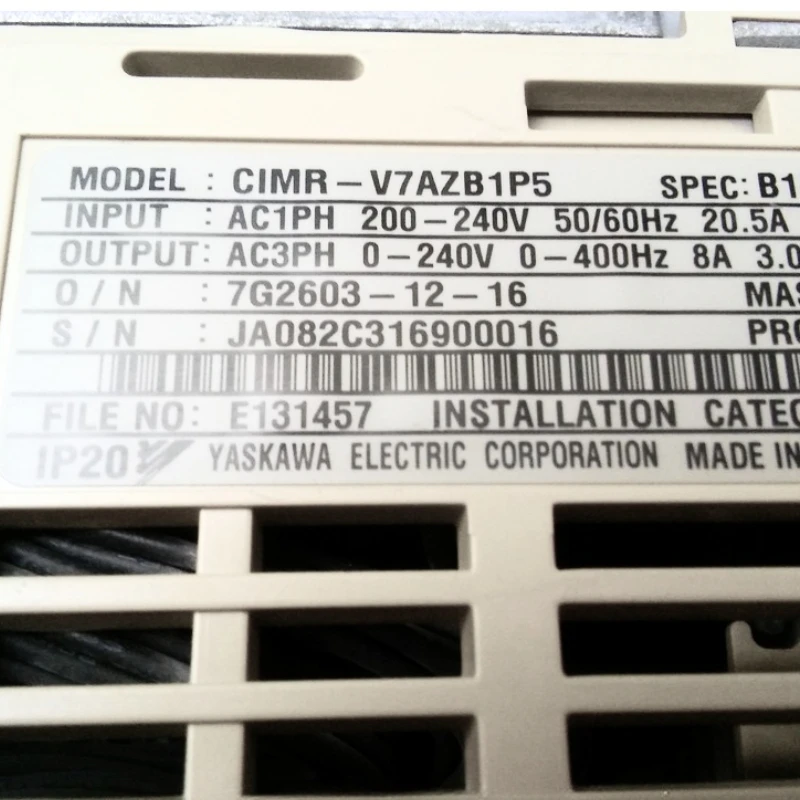 MODEL : CIMR-V7AZB1P5 SPEC: B1
INPUT : AC1PH 200-240V 50/60Hz 20.5A
OUTPUT: AC3PH 0-240V 0-400Hz 8A 3.0
O/N : 7G2603-12-16 MAS
S/N : JA082C316900016 PRO
FILE NO: E131457 INSTALLATION CATEG
IP20 YASKAWA ELECTRIC CORPORATION MADE IN